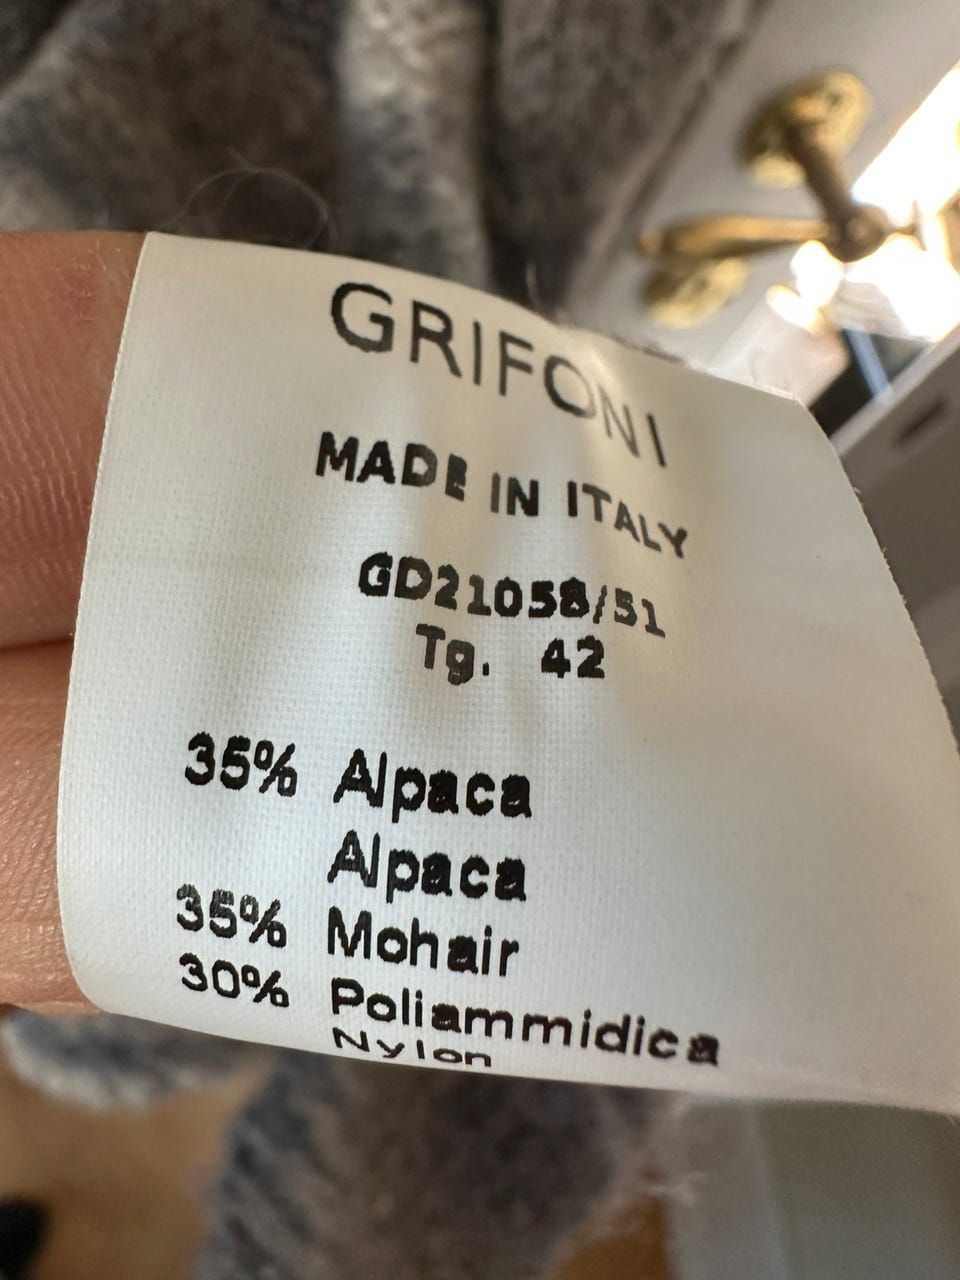 GRIFONI
MADE IN ITALY
GD21058/51
Tg. 42
35% Alpaca
Alpaca
35% Mohair
30% Poliammidica
Nylon